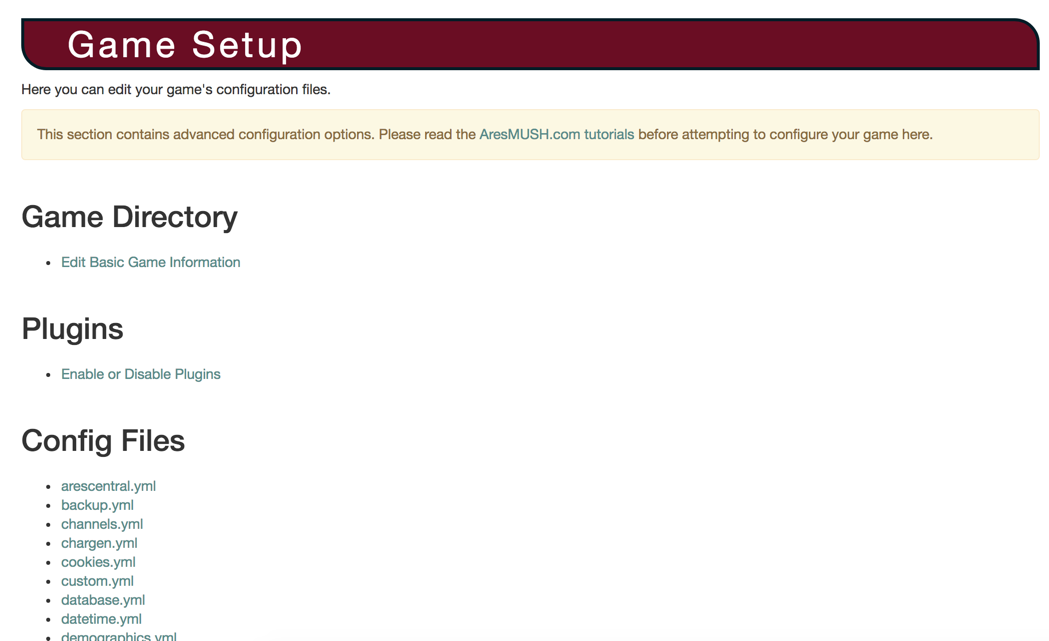 Game Setup
Here you can edit your game's configuration files.
This section contains advanced configuration options. Please read the AresMUSH.com tutorials before attempting to configure your game here.
Game Directory
Edit Basic Game Information
Plugins
Enable or Disable Plugins
Config Files
arescentral.yml
backup.yml
channels.yml
chargen.yml
cookies.yml
custom.yml
database.yml
datetime.yml
demographics.yml